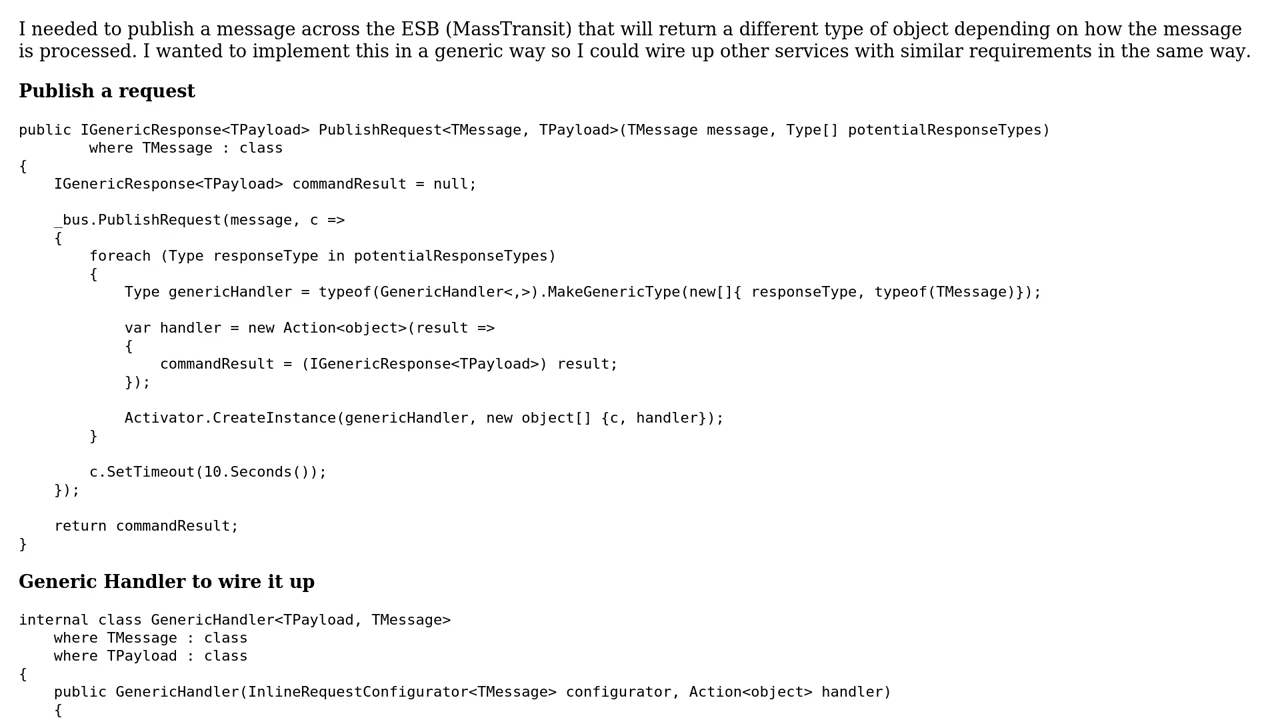 I needed to publish a message across the ESB (MassTransit) that will return a different type of object depending on how the message
is processed. I wanted to implement this in a generic way so I could wire up other services with similar requirements in the same way.
Publish a request
public IGenericResponse<TPayload> PublishRequest<TMessage, TPayload>(TMessage message, Type[] potentialResponseTypes)
        where TMessage : class
{
    IGenericResponse<TPayload> commandResult = null;
    _bus.PublishRequest(message, c =>
    {
        foreach (Type responseType in potentialResponseTypes)
        {
            Type genericHandler = typeof(GenericHandler<,>).MakeGenericType(new[]{ responseType, typeof(TMessage)});
            var handler = new Action<object>(result =>
            {
                commandResult = (IGenericResponse<TPayload>) result;
            });
            Activator.CreateInstance(genericHandler, new object[] {c, handler});
        }
        c.SetTimeout(10.Seconds());
    });
    return commandResult;
}
Generic Handler to wire it up
internal class GenericHandler<TPayload, TMessage>
    where TMessage : class
    where TPayload : class
{
    public GenericHandler(InlineRequestConfigurator<TMessage> configurator, Action<object> handler)
    {